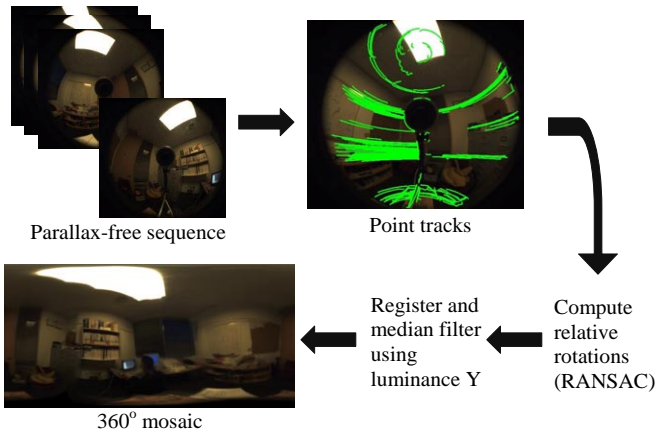 Parallax-free sequence
Point tracks
Compute
relative
rotations
(RANSAC)
Register and
median filter
using
luminance Y
360° mosaic